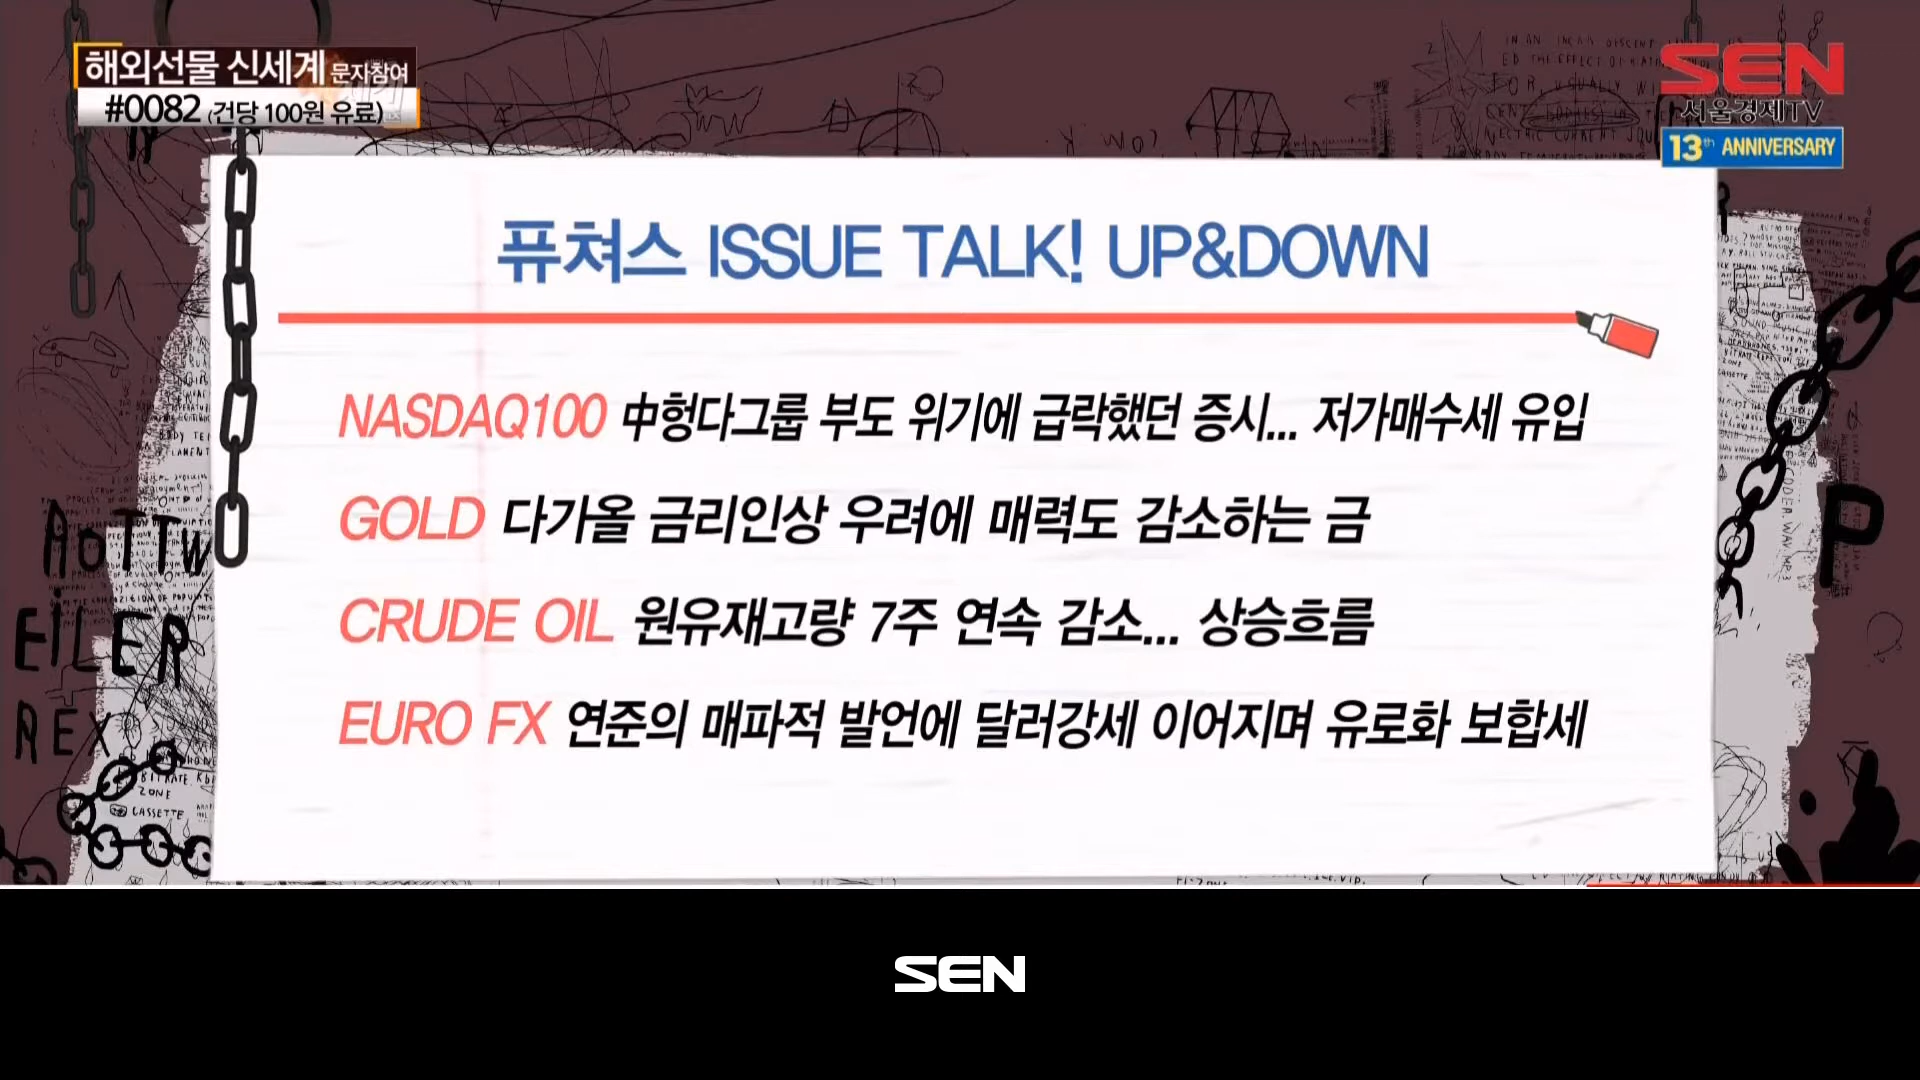 해외선물 신세계 문자참여
#0082 (건당 100원 유료)
SEN
서울경제TV
13th ANNIVERSARY
퓨쳐스 ISSUE TALK! UP&DOWN
NASDAQ100 中헝다그룹 부도 위기에 급락했던 증시... 저가매수세 유입
GOLD 다가올 금리인상 우려에 매력도 감소하는 금
CRUDE OIL 원유재고량 7주 연속 감소... 상승흐름
EURO FX 연준의 매파적 발언에 달러강세 이어지며 유로화 보합세
ROTTW
EILER
REX
ZONE
CASSETTE
P
SEN